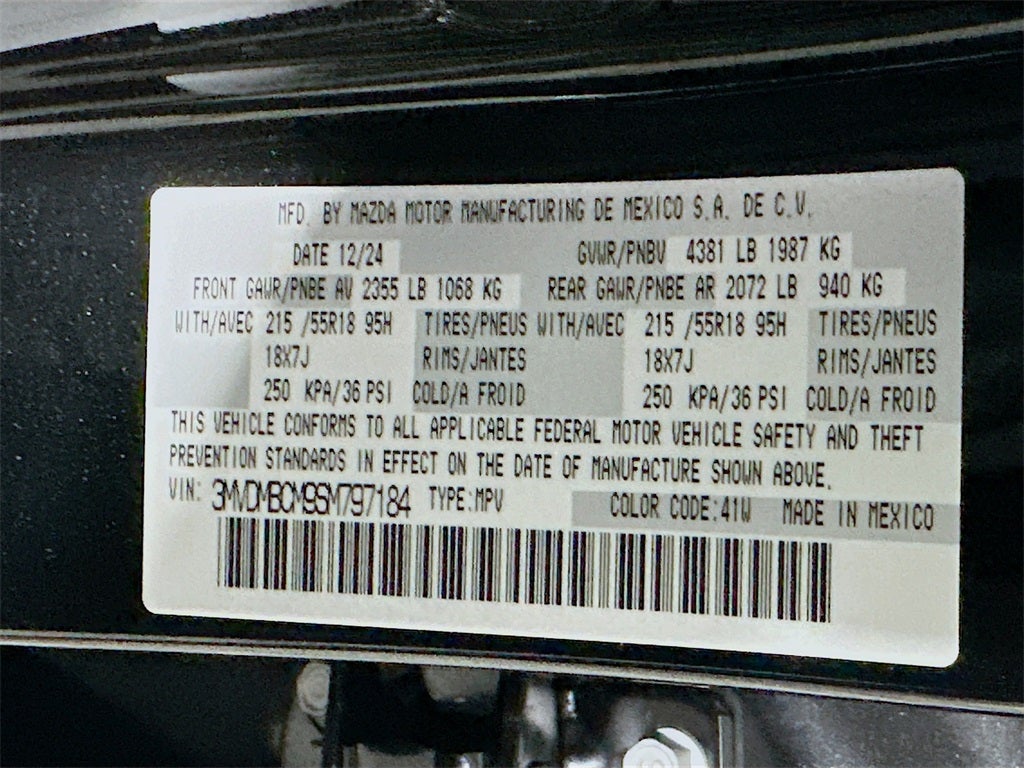 MFD. BY MAZDA MOTOR MANUFACTURING DE MEXICO S.A. DE C.V.
DATE 12/24 GVWR/PNBV 4381 LB 1987 KG
FRONT GAWR/PNBE AV 2355 LB 1068 KG REAR GAWR/PNBE AR 2072 LB 940 KG
WITH/AVEC 215 /55R18 95H TIRES/PNEUS WITH/AVEC 215 /55R18 95H TIRES/PNEUS
18X7J RIMS/JANTES 18X7J RIMS/JANTES
250 KPA/36 PSI COLD/A FROID 250 KPA/36 PSI COLD/A FROID
THIS VEHICLE CONFORMS TO ALL APPLICABLE FEDERAL MOTOR VEHICLE SAFETY AND THEFT
PREVENTION STANDARDS IN EFFECT ON THE DATE OF MANUFACTURE SHOWN ABOVE.
VIN: 3MVDMBCM9SM797184 TYPE:MPV COLOR CODE:41W MADE IN MEXICO